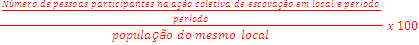 Número de pessoas participantes na ação coletiva de escovação em local e período
período
população do mesmo local
x 100